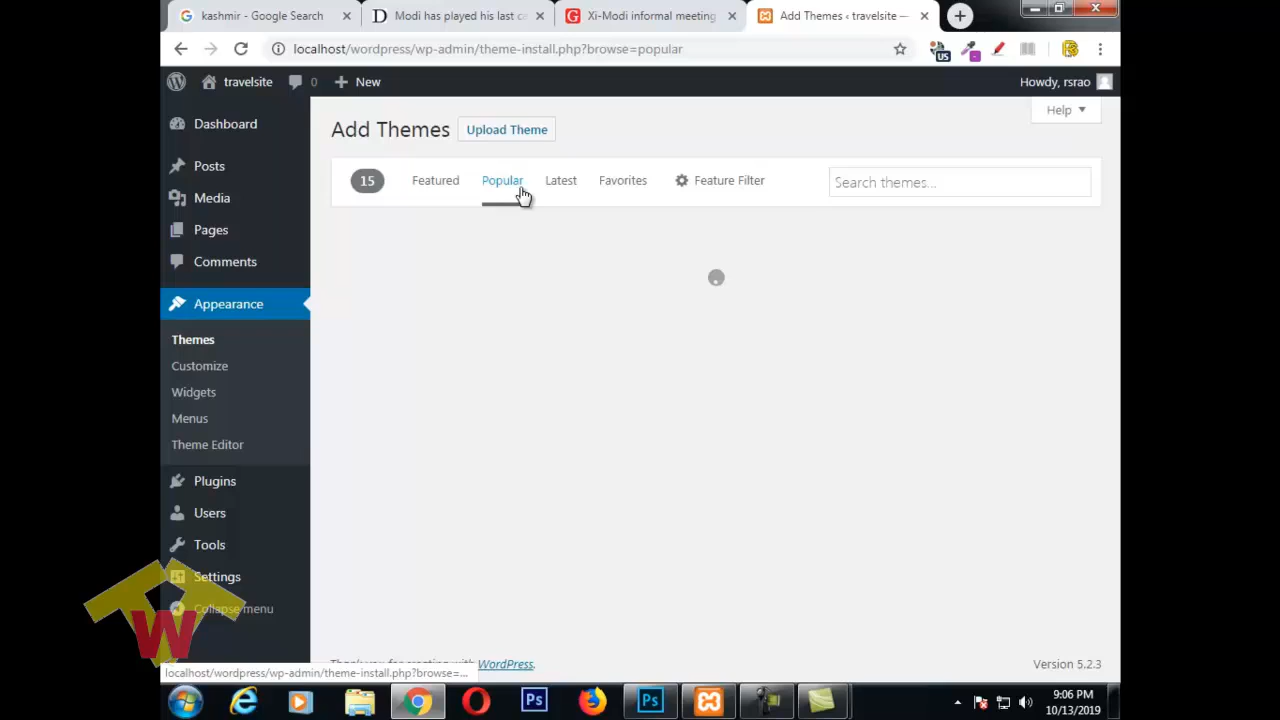 kashmir - Google Search
Modi has played his last ca
Xi-Modi informal meeting
Add Themes ‹ travelsite —
localhost/wordpress/wp-admin/theme-install.php?browse=popular
US
travelsite
0
New
Howdy, rsrao
Help
Add Themes
Upload Theme
15
Featured
Popular
Latest
Favorites
Feature Filter
Search themes...
Dashboard
Posts
Media
Pages
Comments
Appearance
Themes
Customize
Widgets
Menus
Theme Editor
Plugins
Users
Tools
Settings
Collapse menu
W
WordPress.
Version 5.2.3
localhost/wordpress/wp-admin/theme-install.php?browse=...
Ps
Ps
9:06 PM
10/13/2019